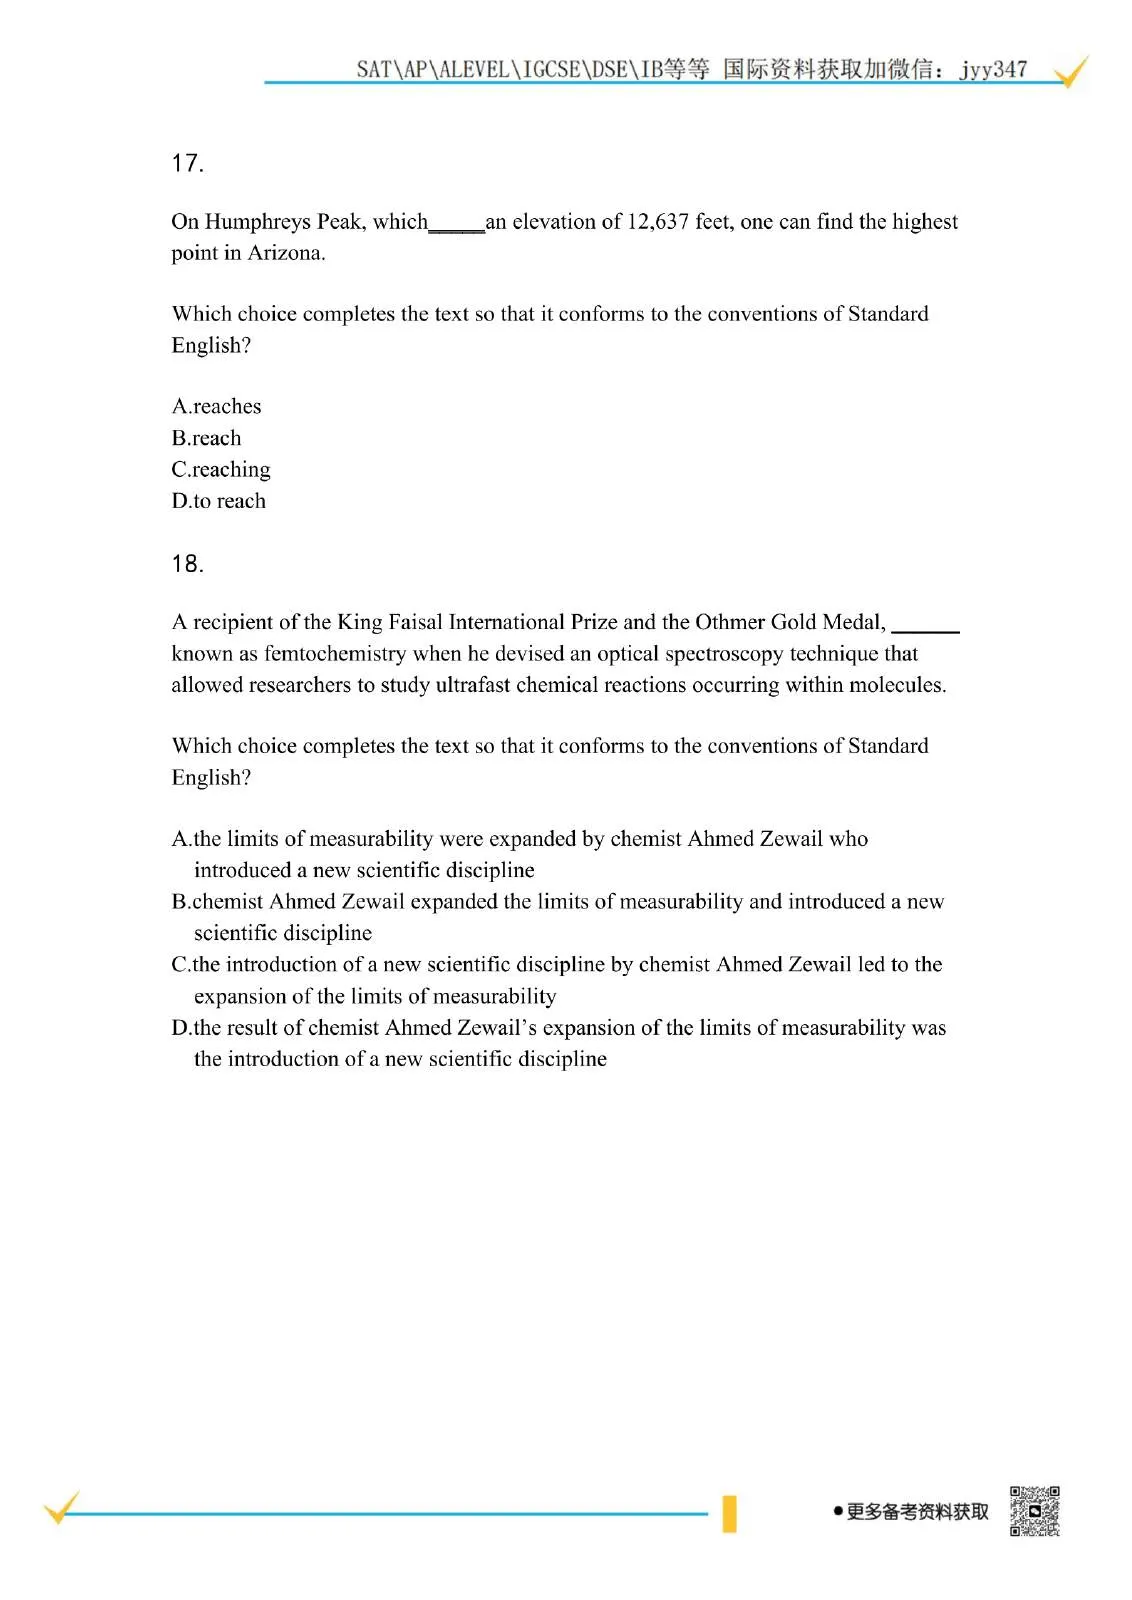 SAT\AP\ALEVEL\IGCSE\DSE\IB等等 国际资料获取加微信：jyy347
17.
On Humphreys Peak, which_____an elevation of 12,637 feet, one can find the highest
point in Arizona.
Which choice completes the text so that it conforms to the conventions of Standard
English?
A.reaches
B.reach
C.reaching
D.to reach
18.
A recipient of the King Faisal International Prize and the Othmer Gold Medal, ______
known as femtochemistry when he devised an optical spectroscopy technique that
allowed researchers to study ultrafast chemical reactions occurring within molecules.
Which choice completes the text so that it conforms to the conventions of Standard
English?
A.the limits of measurability were expanded by chemist Ahmed Zewail who
introduced a new scientific discipline
B.chemist Ahmed Zewail expanded the limits of measurability and introduced a new
scientific discipline
C.the introduction of a new scientific discipline by chemist Ahmed Zewail led to the
expansion of the limits of measurability
D.the result of chemist Ahmed Zewail’s expansion of the limits of measurability was
the introduction of a new scientific discipline
●更多备考资料获取